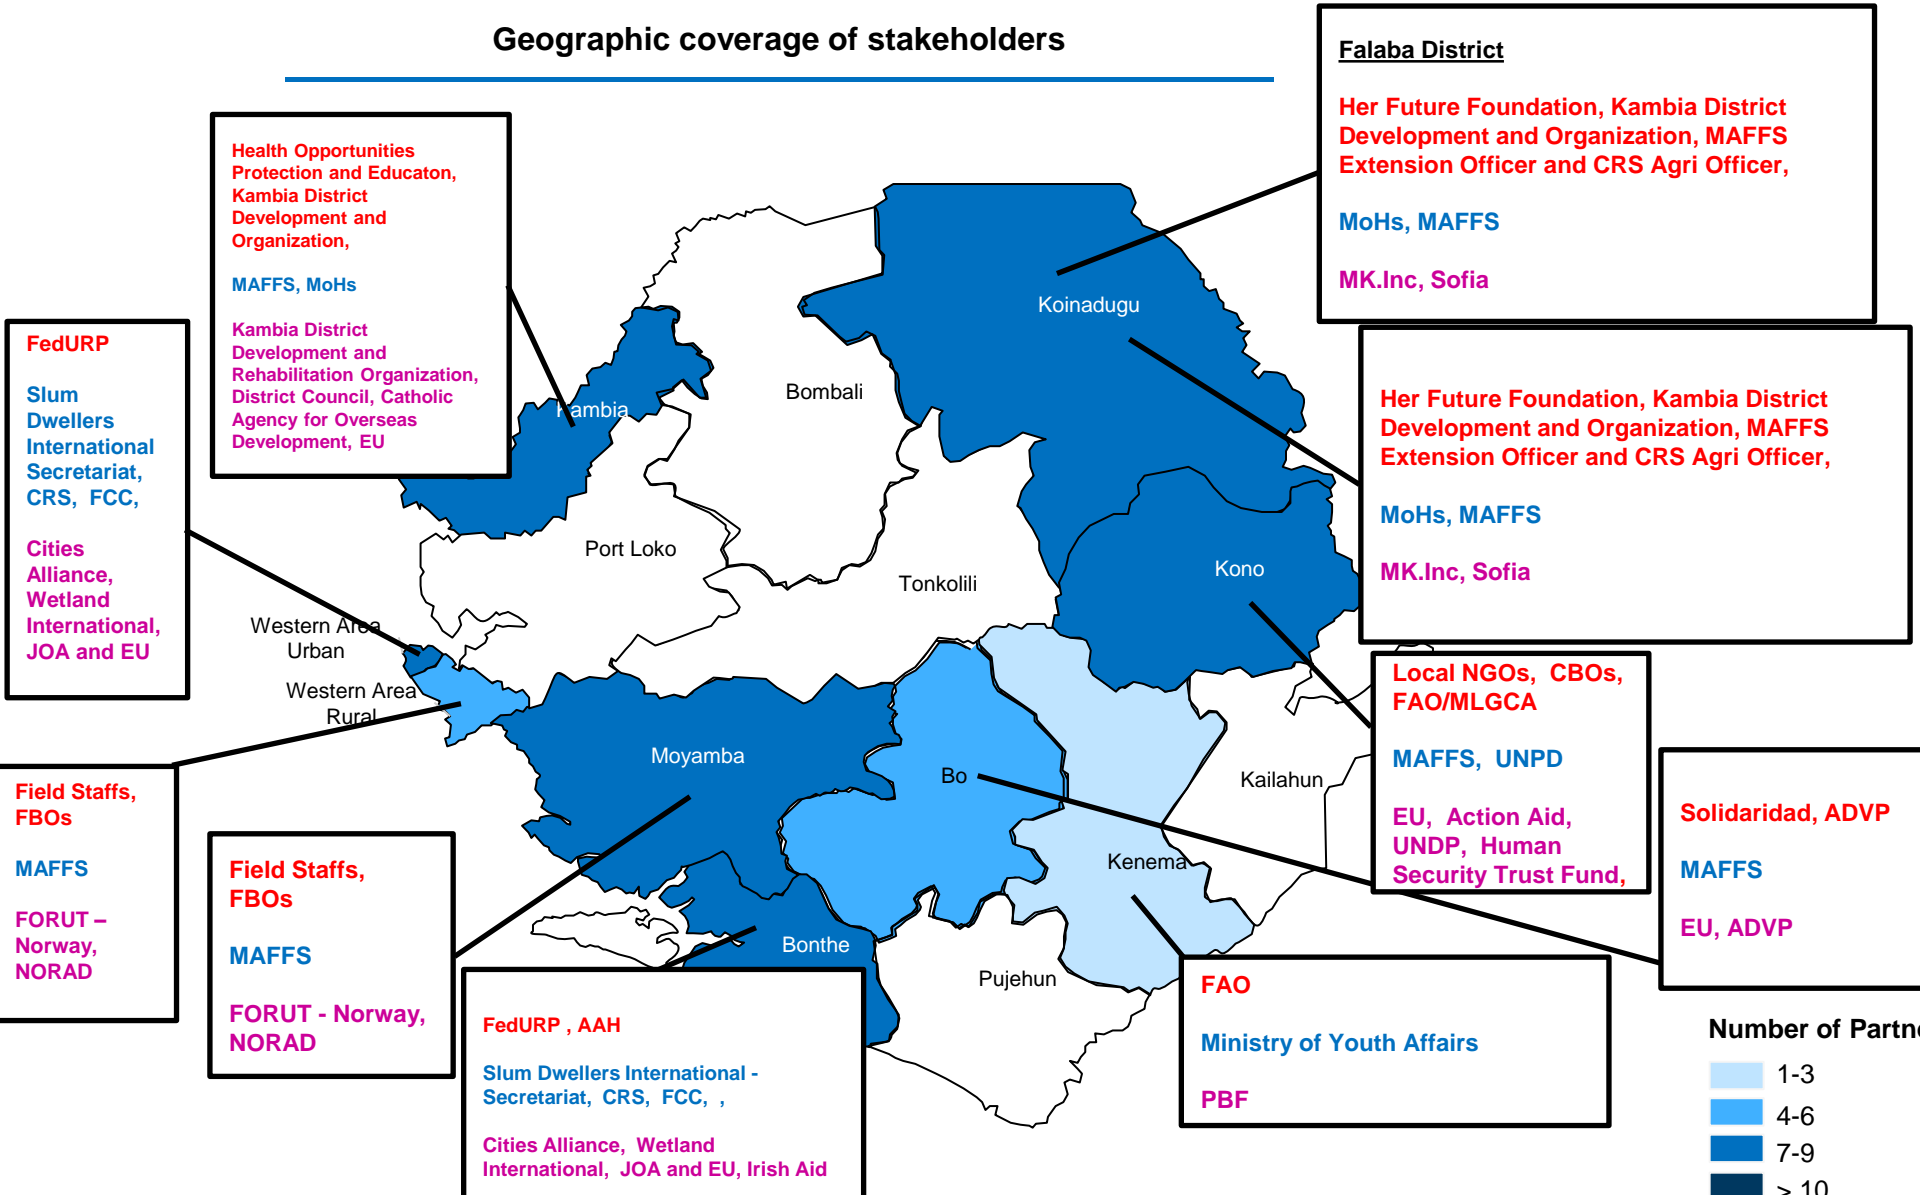 Geographic coverage of stakeholders
Falaba District
Her Future Foundation, Kambia District
Development and Organization, MAFFS
Extension Officer and CRS Agri Officer,
MoHs, MAFFS
MK.Inc, Sofia
Health Opportunities
Protection and Educaton,
Kambia District
Development and
Organization,
MAFFS, MoHs
Kambia District
Development and
Rehabilitation Organization,
District Council, Catholic
Agency for Overseas
Development, EU
FedURP
Slum
Dwellers
International
Secretariat,
CRS, FCC,
Cities
Alliance,
Wetland
International,
JOA and EU
Her Future Foundation, Kambia District
Development and Organization, MAFFS
Extension Officer and CRS Agri Officer,
MoHs, MAFFS
MK.Inc, Sofia
Koinadugu
Bombali
Kambia
Port Loko
Tonkolili
Kono
Western Area
Urban
Western Area
Rural
Moyamba
Bo
Kailahun
Kenema
Bonthe
Pujehun
Local NGOs, CBOs,
FAO/MLGCA
MAFFS, UNPD
EU, Action Aid,
UNDP, Human
Security Trust Fund,
Solidaridad, ADVP
MAFFS
EU, ADVP
Field Staffs,
FBOs
MAFFS
FORUT –
Norway,
NORAD
Field Staffs,
FBOs
MAFFS
FORUT - Norway,
NORAD
FedURP , AAH
Slum Dwellers International -
Secretariat, CRS, FCC, ,
Cities Alliance, Wetland
International, JOA and EU, Irish Aid
FAO
Ministry of Youth Affairs
PBF
Number of Partne
1-3
4-6
7-9
> 10